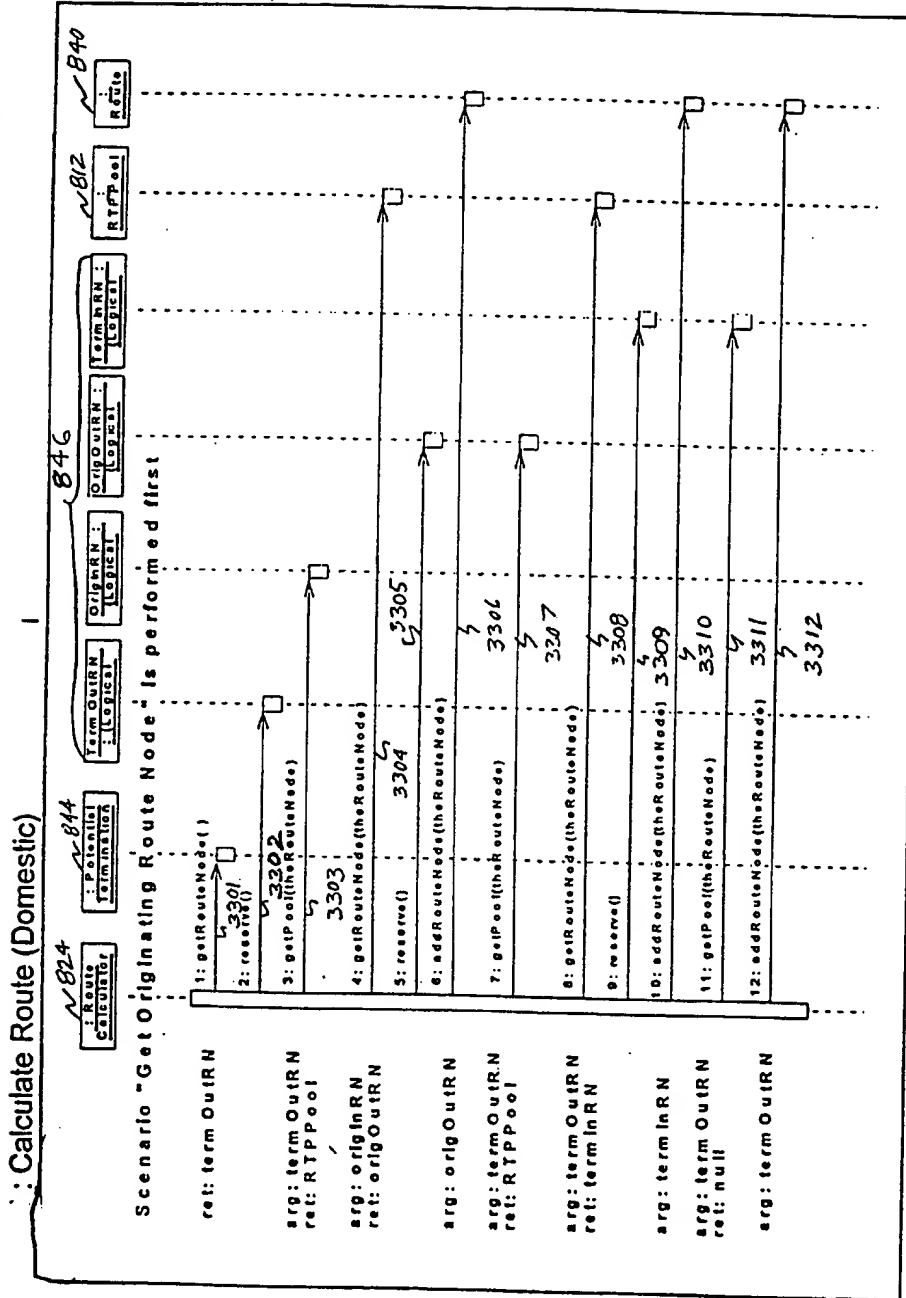 : Calculate Route (Domestic)
824
: Route
Calculator
844
: Potential
Termination
846
Term OutRN
: (Logical
OrigInRN :
(Logical
OrigOutRN :
(Logical
Term InRN :
(Logical
812
:
RTPPool
840
:
Route
Scenario "Get Originating Route Node" Is performed first
ret: term OutRN
1: getRouteNode()
3301
2: reserve()
3302
arg: term OutRN
ret: RTPPool
3: getPool(theRouteNode)
3303
arg: origInRN
ret: origOutRN
4: getRouteNode(theRouteNode)
3304
5: reserve()
3305
arg: origOutRN
6: addRouteNode(theRouteNode)
3306
arg: term OutRN
ret: RTPPool
7: getPool(theRouteNode)
3307
arg: term OutRN
ret: term InRN
8: getRouteNode(theRouteNode)
3308
9: reserve()
3309
arg: term InRN
10: addRouteNode(theRouteNode)
3310
arg: term OutRN
ret: null
11: getPool(theRouteNode)
3311
arg: term OutRN
12: addRouteNode(theRouteNode)
3312